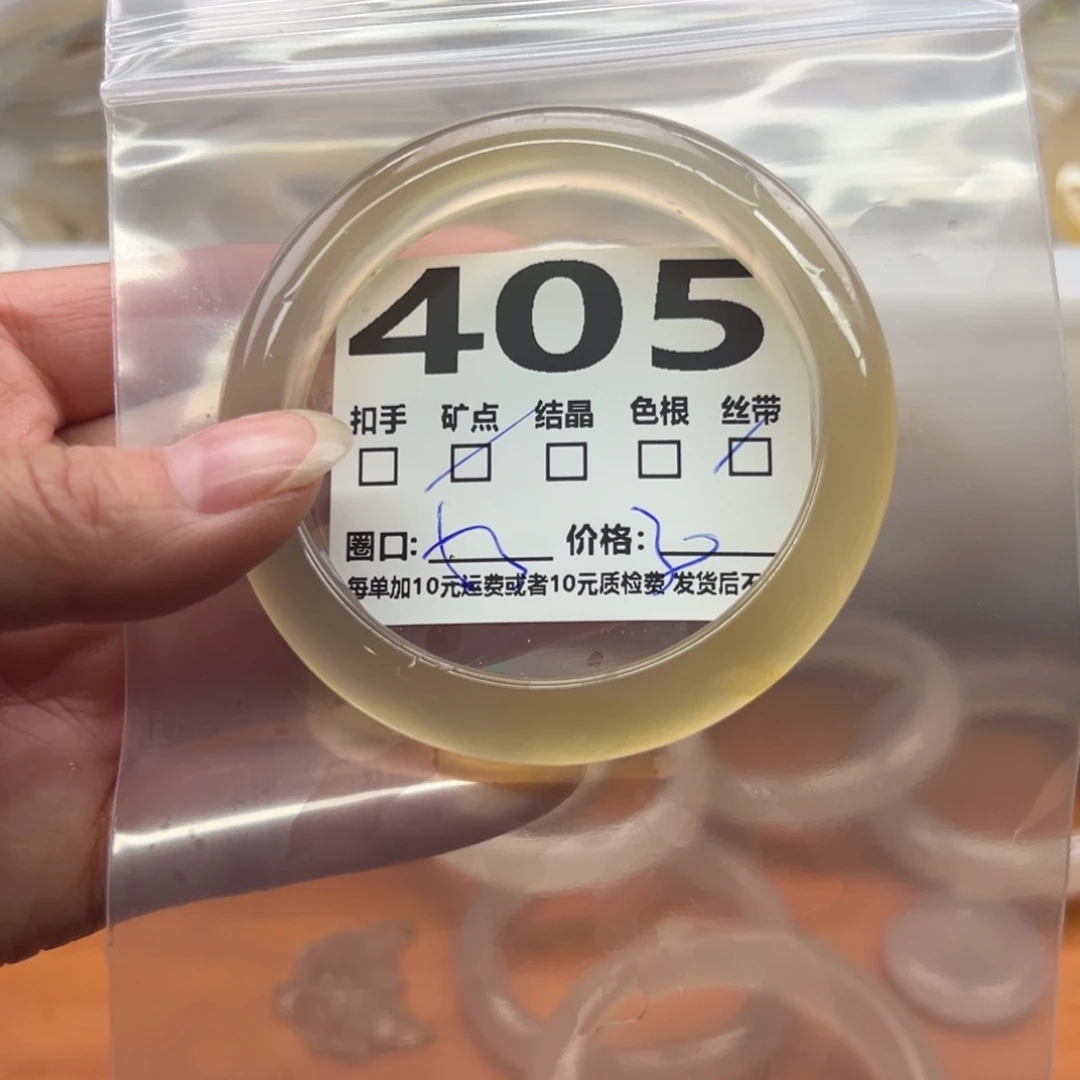 405
扣手 矿点 结晶 色根 丝带
圈口: 价格:
每单加10元运费或者10元质检费 发货后不